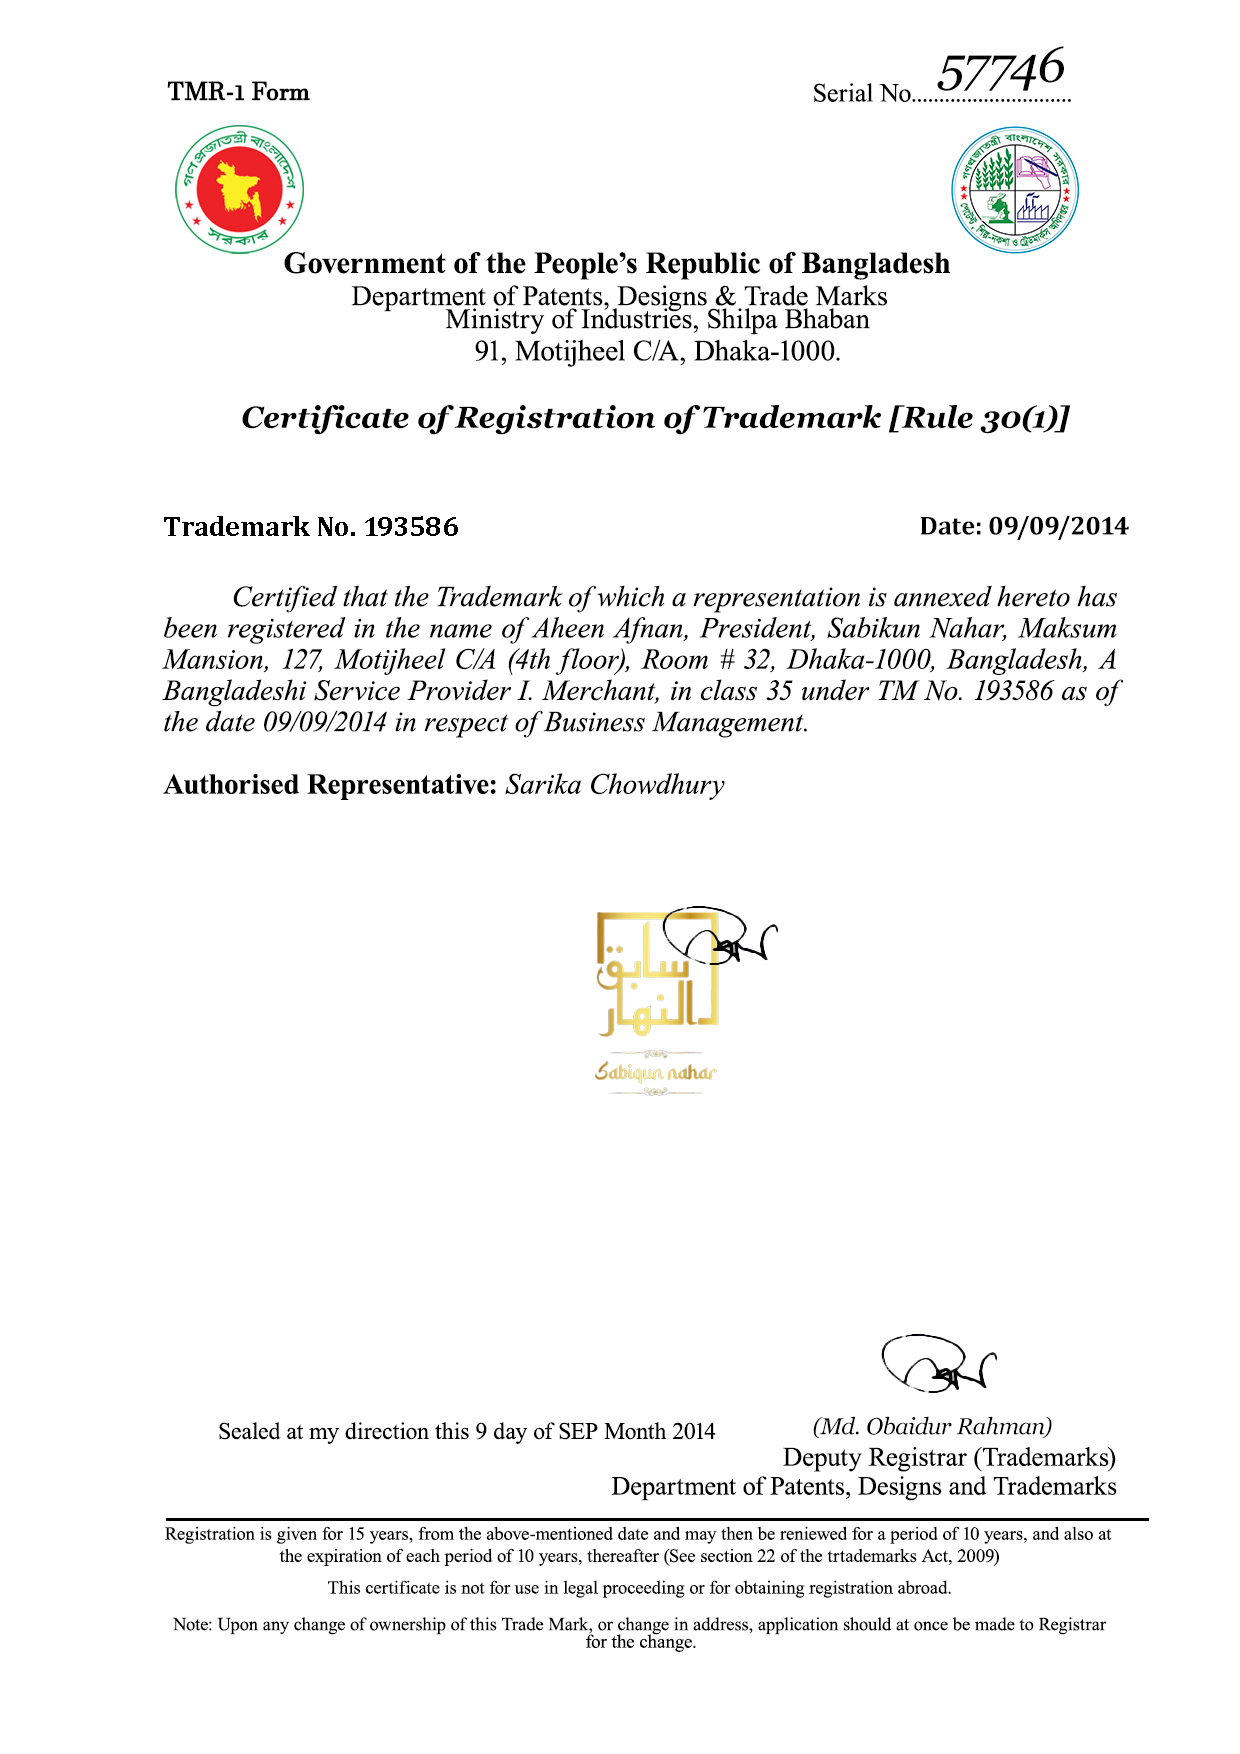 TMR-1 Form
Serial No.............................. 57746
গণপ্রজাতন্ত্রী বাংলাদেশ
সরকার
গণপ্রজাতন্ত্রী বাংলাদেশ সরকার
পেটেন্ট, শিল্প-নকশা ও ট্রেডমার্কস অধিদপ্তর
Government of the People's Republic of Bangladesh
Department of Patents, Designs & Trade Marks
Ministry of Industries, Shilpa Bhaban
91, Motijheel C/A, Dhaka-1000.
Certificate of Registration of Trademark [Rule 30(1)]
Trademark No. 193586
Date: 09/09/2014
Certified that the Trademark of which a representation is annexed hereto has
been registered in the name of Aheen Afnan, President, Sabikun Nahar, Maksum
Mansion, 127, Motijheel C/A (4th floor), Room # 32, Dhaka-1000, Bangladesh, A
Bangladeshi Service Provider I. Merchant, in class 35 under TM No. 193586 as of
the date 09/09/2014 in respect of Business Management.
Authorised Representative: Sarika Chowdhury
سابق
النهار
Sabiqun nahar
Sealed at my direction this 9 day of SEP Month 2014
(Md. Obaidur Rahman)
Deputy Registrar (Trademarks)
Department of Patents, Designs and Trademarks
Registration is given for 15 years, from the above-mentioned date and may then be reniewed for a period of 10 years, and also at
the expiration of each period of 10 years, thereafter (See section 22 of the trtademarks Act, 2009)
This certificate is not for use in legal proceeding or for obtaining registration abroad.
Note: Upon any change of ownership of this Trade Mark, or change in address, application should at once be made to Registrar
for the change.